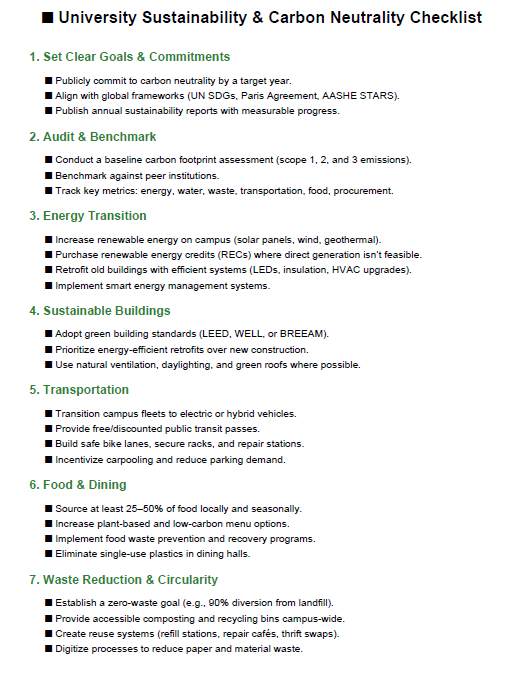 ■ University Sustainability & Carbon Neutrality Checklist
1. Set Clear Goals & Commitments
■ Publicly commit to carbon neutrality by a target year.
■ Align with global frameworks (UN SDGs, Paris Agreement, AASHE STARS).
■ Publish annual sustainability reports with measurable progress.
2. Audit & Benchmark
■ Conduct a baseline carbon footprint assessment (scope 1, 2, and 3 emissions).
■ Benchmark against peer institutions.
■ Track key metrics: energy, water, waste, transportation, food, procurement.
3. Energy Transition
■ Increase renewable energy on campus (solar panels, wind, geothermal).
■ Purchase renewable energy credits (RECs) where direct generation isn't feasible.
■ Retrofit old buildings with efficient systems (LEDs, insulation, HVAC upgrades).
■ Implement smart energy management systems.
4. Sustainable Buildings
■ Adopt green building standards (LEED, WELL, or BREEAM).
■ Prioritize energy-efficient retrofits over new construction.
■ Use natural ventilation, daylighting, and green roofs where possible.
5. Transportation
■ Transition campus fleets to electric or hybrid vehicles.
■ Provide free/discounted public transit passes.
■ Build safe bike lanes, secure racks, and repair stations.
■ Incentivize carpooling and reduce parking demand.
6. Food & Dining
■ Source at least 25–50% of food locally and seasonally.
■ Increase plant-based and low-carbon menu options.
■ Implement food waste prevention and recovery programs.
■ Eliminate single-use plastics in dining halls.
7. Waste Reduction & Circularity
■ Establish a zero-waste goal (e.g., 90% diversion from landfill).
■ Provide accessible composting and recycling bins campus-wide.
■ Create reuse systems (refill stations, repair cafés, thrift swaps).
■ Digitize processes to reduce paper and material waste.